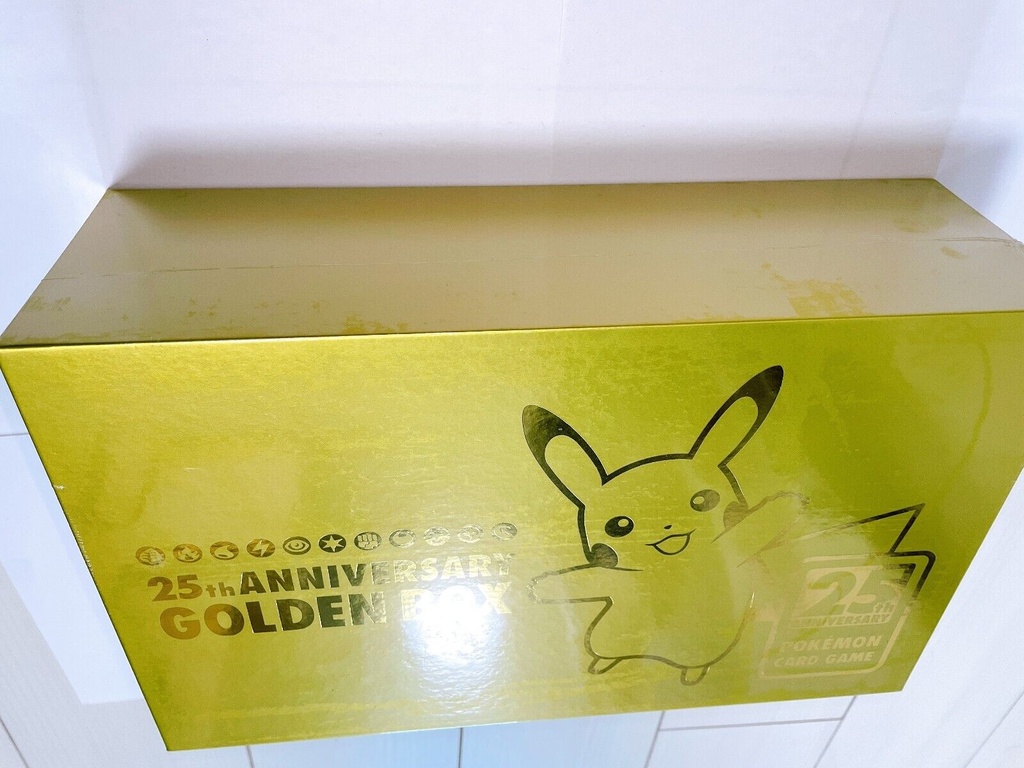 25th ANNIVERSARY
GOLDEN BOX
25th
ANNIVERSARY
POKÉMON
CARD GAME